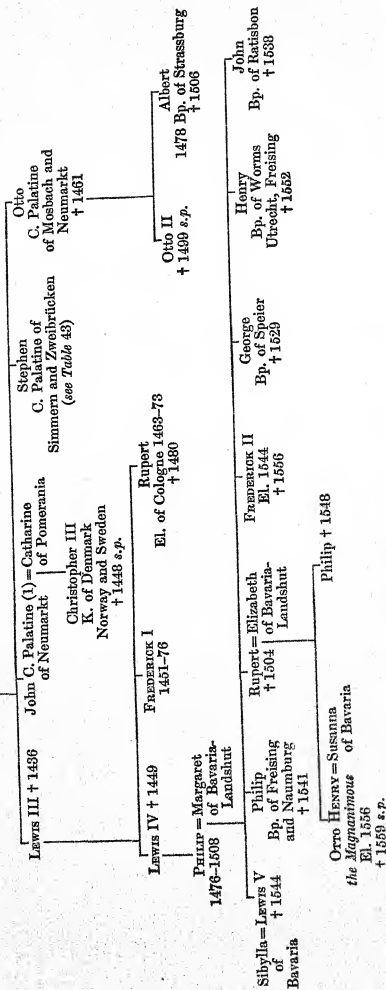 LEWIS III † 1436
John C. Palatine (1) = Catharine
of Neumarkt
of Pomerania
Stephen
C. Palatine of
Simmern and Zweibrücken
(see Table 43)
Otto
C. Palatine
of Mosbach and
Neumarkt
† 1461
Christopher III
K. of Denmark
Norway and Sweden
† 1448 s.p.
Otto II
† 1499 s.p.
Albert
1478 Bp. of Strassburg
† 1506
LEWIS IV † 1449
FREDERICK I
1451–76
Rupert
El. of Cologne 1463–73
† 1480
PHILIP = Margaret
1476–1508
of Bavaria-
Landshut
Sibylla = LEWIS V
of
Bavaria
† 1544
Philip
Bp. of Freising
and Naumburg
† 1541
Rupert = Elizabeth
† 1504
of Bavaria-
Landshut
FREDERICK II
El. 1544
† 1556
George
Bp. of Speier
† 1529
Henry
Bp. of Worms
Utrecht, Freising
† 1552
John
Bp. of Ratisbon
† 1538
OTTO HENRY = Susanna
the Magnanimous of Bavaria
El. 1556
† 1559 s.p.
Philip † 1548